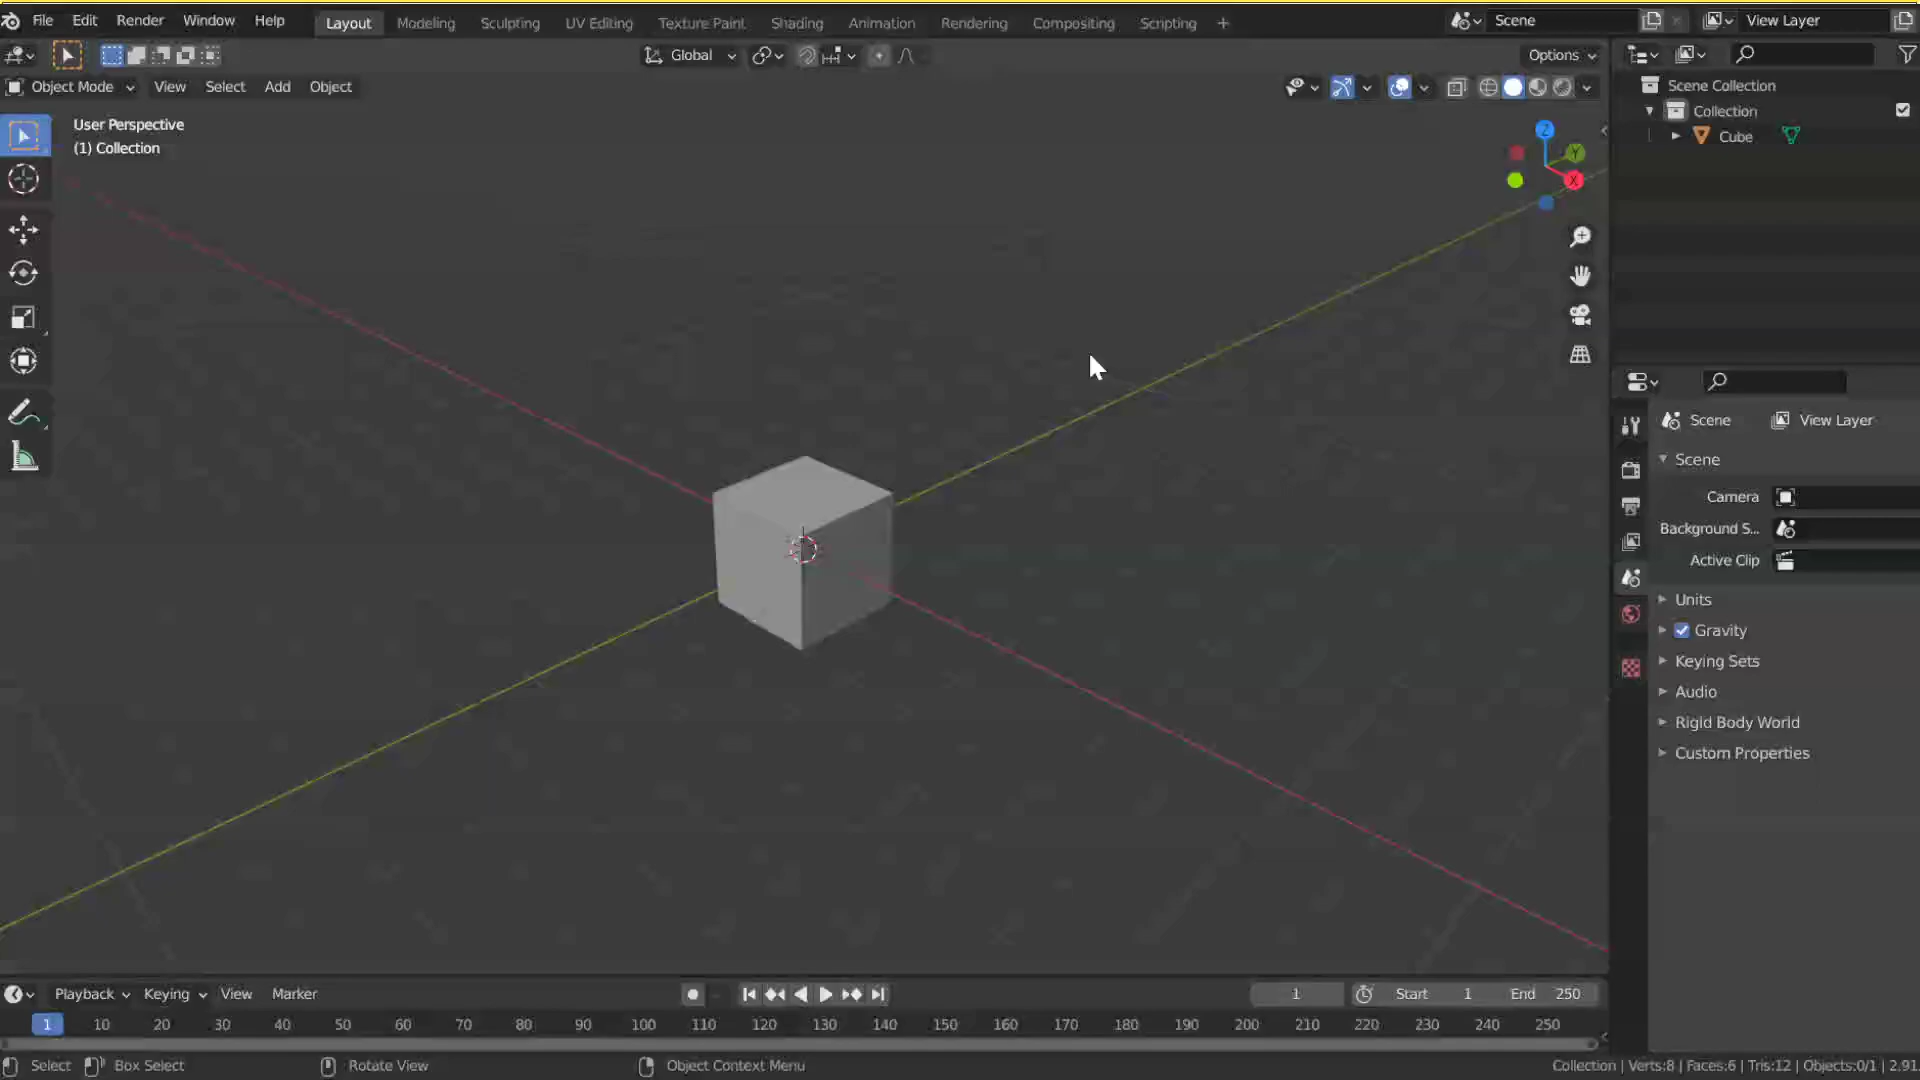 File Edit Render Window Help Layout Modeling Sculpting UV Editing Texture Paint Shading Animation Rendering Compositing Scripting + Scene View Layer
Global Options
Object Mode View Select Add Object
User Perspective
(1) Collection
Z
Y
X
Scene Collection
Collection
Cube
Scene View Layer
Scene
Camera
Background S...
Active Clip
Units
Gravity
Keying Sets
Audio
Rigid Body World
Custom Properties
Playback Keying View Marker 1 Start 1 End 250
1 10 20 30 40 50 60 70 80 90 100 110 120 130 140 150 160 170 180 190 200 210 220 230 240 250
Select Box Select Rotate View Object Context Menu Collection | Verts:8 | Faces:6 | Tris:12 | Objects:0/1 | 2.91.